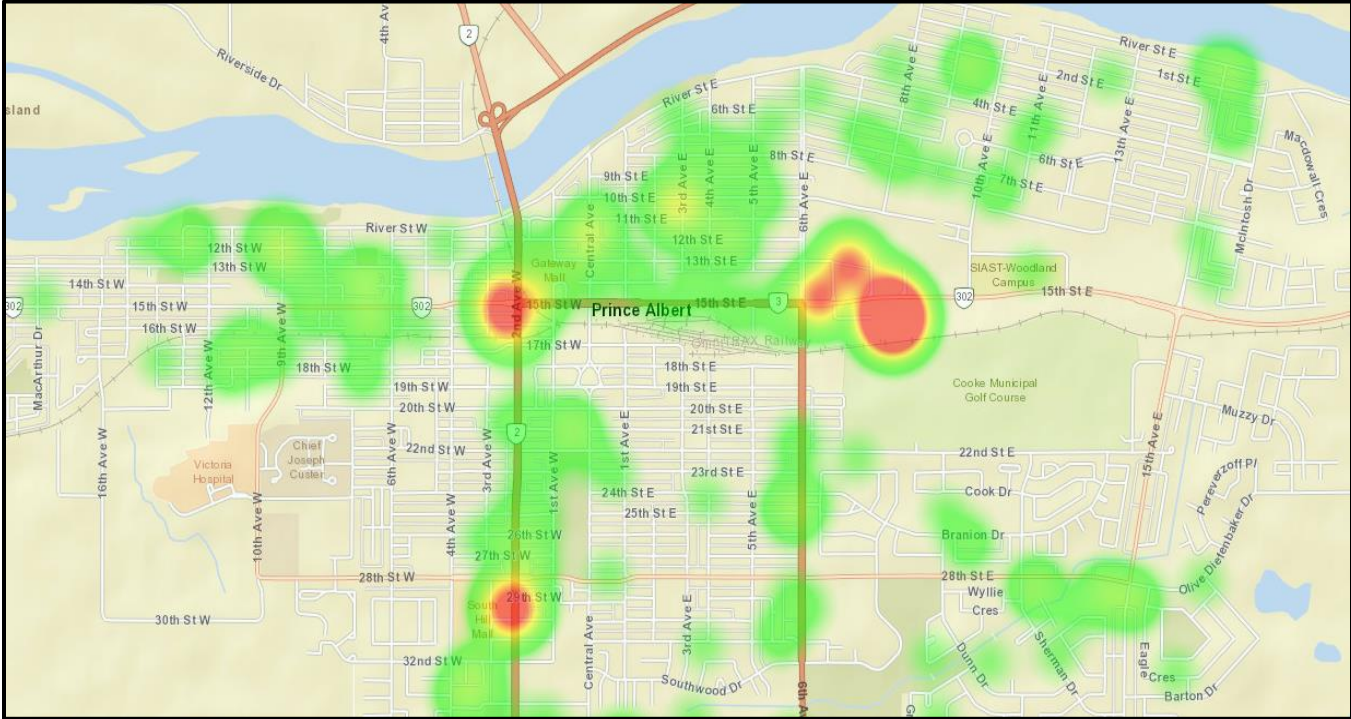 4th Av
2
Riverside Dr
sland
River St E
6th St E
8th Ave E
River St E
1st St E
2nd St E
4th St E
11th Ave E
13th Ave E
Macdowalt Cres
6th St E
10th Ave E
7th St E
8th St E
9th St E
10th St E
11th St E
3rd Ave E
4th Ave E
5th Ave E
6th Ave E
12th St E
13th St E
Central Ave
River St W
12th St W
13th St W
14th St W
15th St W
16th St W
302
302
MacArthur Dr
12th Ave W
9th Ave W
18th St W
Gateway
Mall
2nd Ave W
15th St W
Prince Albert
15th St E
3
302
SIAST-Woodland
Campus
15th St E
McIntosh Dr
17th St W
18th St E
19th St W
19th St E
20th St W
20th St E
21st St E
2
22nd St W
Cooke Municipal
Golf Course
15th Ave E
Muzzy Dr
Pereverzoff Pl
Victoria
Hospital
Chief
Joseph
Custer
16th Ave W
10th Ave W
6th Ave W
3rd Ave W
4th Ave W
1st Ave W
1st Ave E
22nd St E
23rd St E
24th St E
25th St E
5th Ave E
Cook Dr
Branion Dr
26th St W
27th St W
28th St W
28th St E
Olive Diefenbaker Dr
Wyllie
Cres
29th St W
South
Hill
Mall
30th St W
32nd St W
Central Ave
3rd Ave E
Southwood Dr
6th Av
Dunn Dr
Sherman Dr
Eagle
Cres
Barton Dr